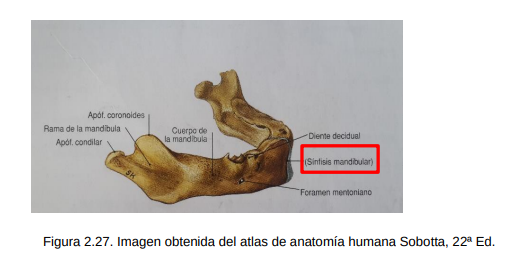 Apóf. coronoides
Rama de la mandíbula
Apóf. condilar
Cuerpo de
la mandíbula
Diente decidual
(Sínfisis mandibular)
Foramen mentoniano
SH
Figura 2.27. Imagen obtenida del atlas de anatomía humana Sobotta, 22ª Ed.